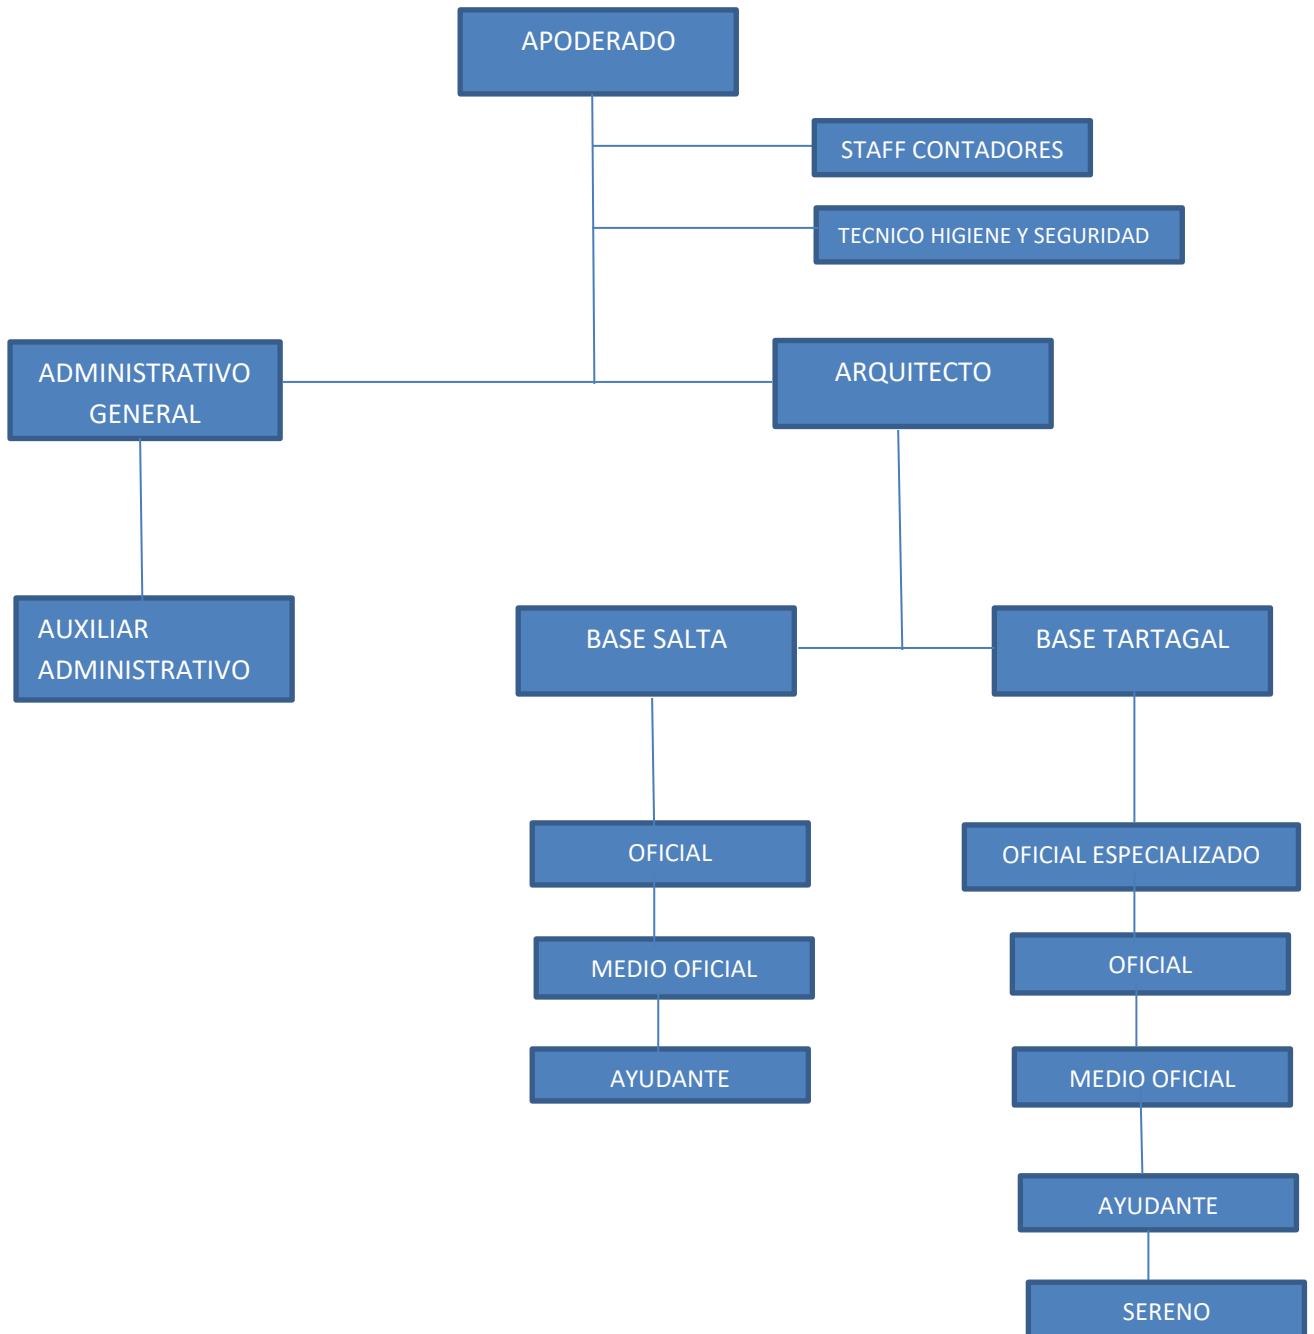 APODERADO
STAFF CONTADORES
TECNICO HIGIENE Y SEGURIDAD
ADMINISTRATIVO
GENERAL
ARQUITECTO
AUXILIAR
ADMINISTRATIVO
BASE SALTA
BASE TARTAGAL
OFICIAL
OFICIAL ESPECIALIZADO
MEDIO OFICIAL
OFICIAL
AYUDANTE
MEDIO OFICIAL
AYUDANTE
SERENO